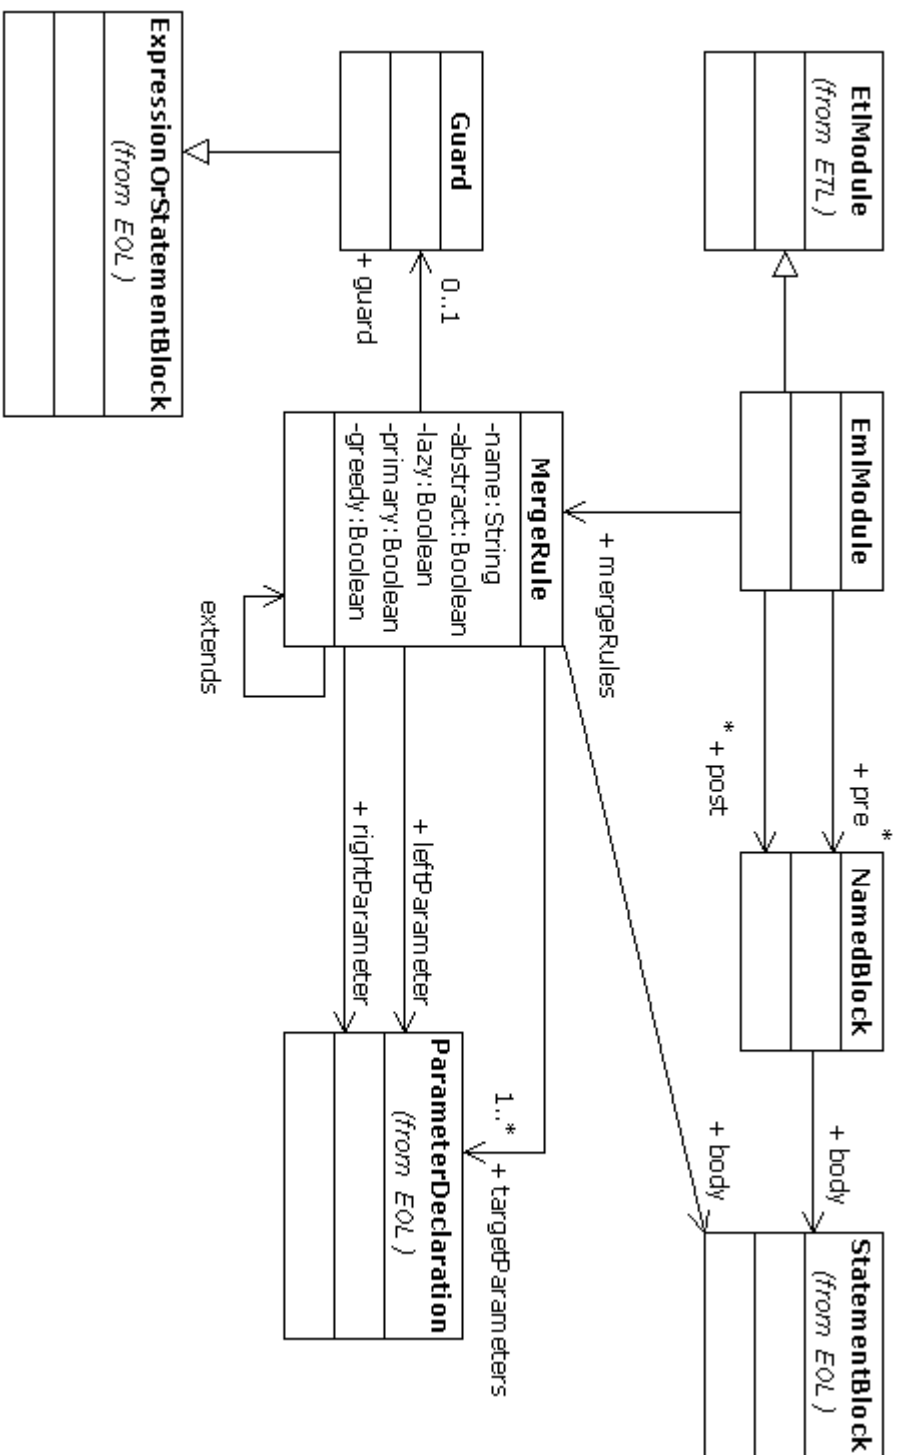 EtlModule
(from ETL)
EmlModule
*
+ pre
* + post
NamedBlock
+ body
StatementBlock
(from EOL)
+ mergeRules
+ body
Guard
0..1
+ guard
MergeRule
-name:String
-abstract:Boolean
-lazy:Boolean
-primary:Boolean
-greedy:Boolean
extends
1..*
+ targetParameters
+ leftParameter
+ rightParameter
ParameterDeclaration
(from EOL)
ExpressionOrStatementBlock
(from EOL)